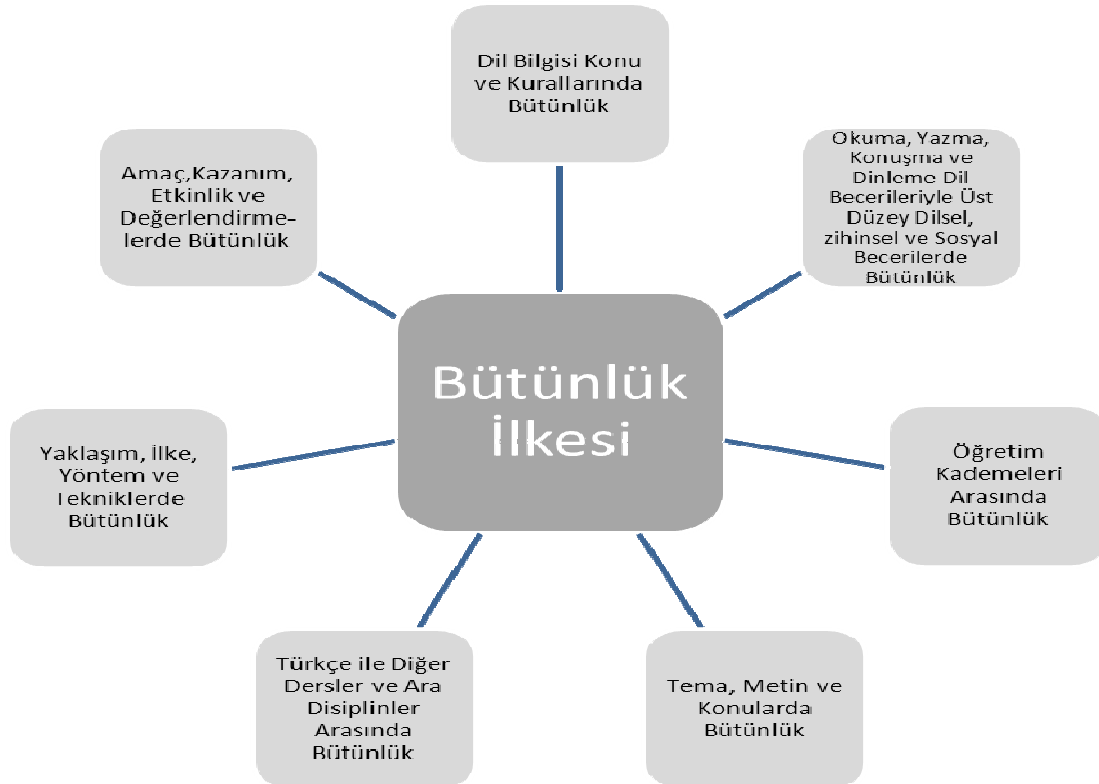 Dil Bilgisi Konu
ve Kurallarında
Bütünlük
Okuma, Yazma,
Konuşma ve
Dinleme Dil
Becerileriyle Üst
Düzey Dilsel,
zihinsel ve Sosyal
Becerilerde
Bütünlük
Amaç,Kazanım,
Etkinlik ve
Değerlendirme-
lerde Bütünlük
Bütünlük
İlkesi
Yaklaşım, İlke,
Yöntem ve
Tekniklerde
Bütünlük
Öğretim
Kademeleri
Arasında
Bütünlük
Türkçe ile Diğer
Dersler ve Ara
Disiplinler
Arasında
Bütünlük
Tema, Metin ve
Konularda
Bütünlük